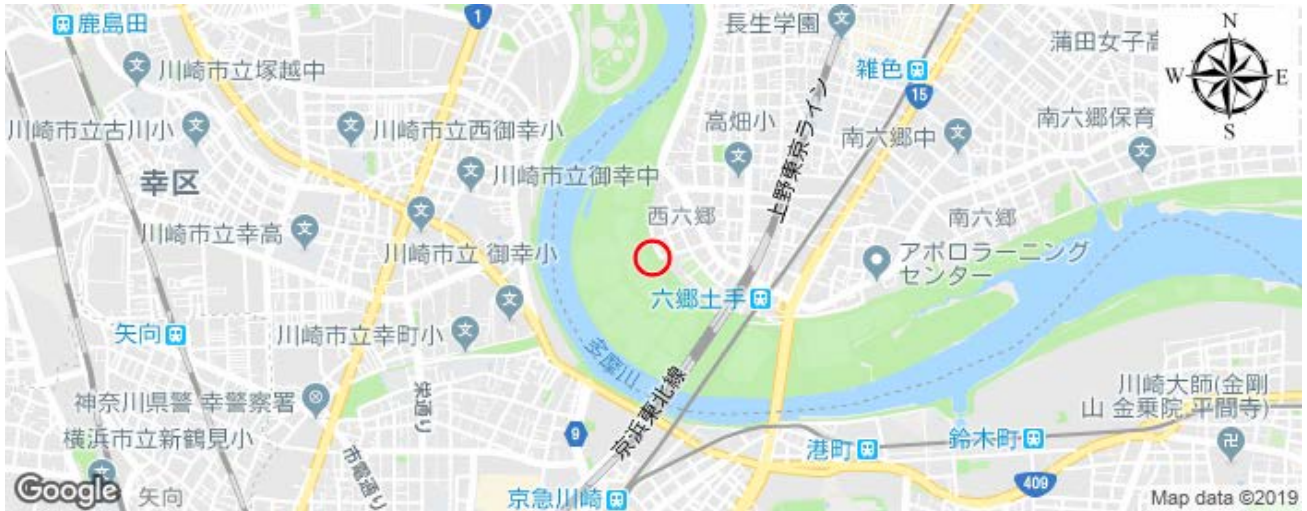 鹿島田
1
長生学園
N
川崎市立塚越中
雑色
蒲田女子高
W
E
15
S
川崎市立古川小
川崎市立西御幸小
高畑小
南六郷中
南六郷保育
上野東京ライン
幸区
川崎市立御幸中
西六郷
南六郷
川崎市立幸高
川崎市立 御幸小
アポロラーニング
センター
六郷土手
矢向
川崎市立幸町小
多摩川
京浜東北線
栄通り
神奈川県警 幸警察署
川崎大師(金剛
山 金乗院 平間寺)
横浜市立新鶴見小
9
市電通り
港町
鈴木町
409
Google
矢向
京急川崎
Map data ©2019